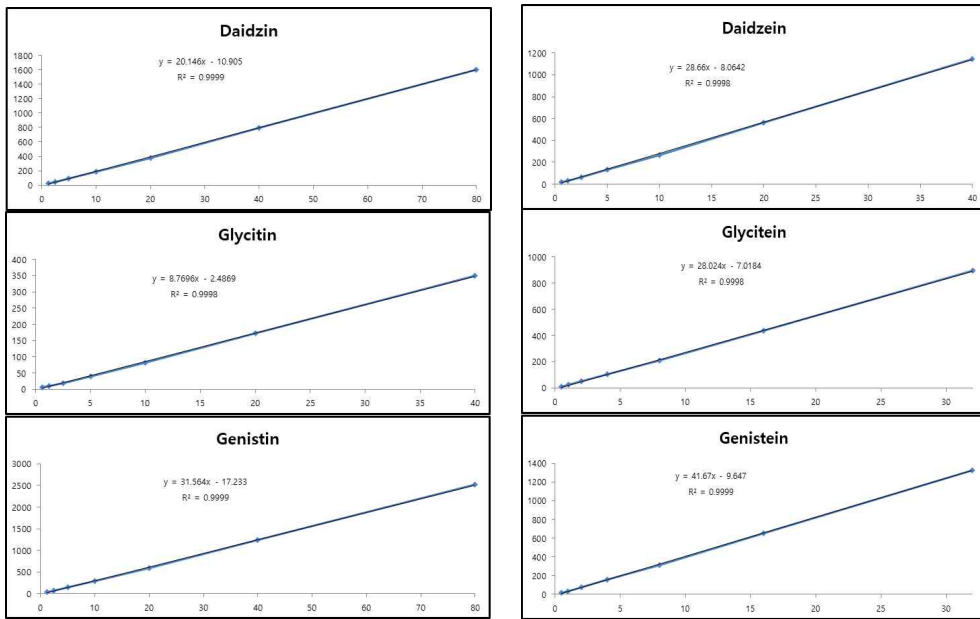 Daidzin
y = 20.146x - 10.905
R² = 0.9999
1800
1600
1400
1200
1000
800
600
400
200
0
0 10 20 30 40 50 60 70 80
Daidzein
y = 28.66x - 8.0642
R² = 0.9998
1200
1000
800
600
400
200
0
0 5 10 15 20 25 30 35 40
Glycitin
y = 8.7696x - 2.4869
R² = 0.9998
400
350
300
250
200
150
100
50
0
0 5 10 15 20 25 30 35 40
Glycitein
y = 28.024x - 7.0184
R² = 0.9998
1000
800
600
400
200
0
0 5 10 15 20 25 30
Genistin
y = 31.564x - 17.233
R² = 0.9999
3000
2500
2000
1500
1000
500
0
0 10 20 30 40 50 60 70 80
Genistein
y = 41.67x - 9.647
R² = 0.9999
1400
1200
1000
800
600
400
200
0
0 5 10 15 20 25 30